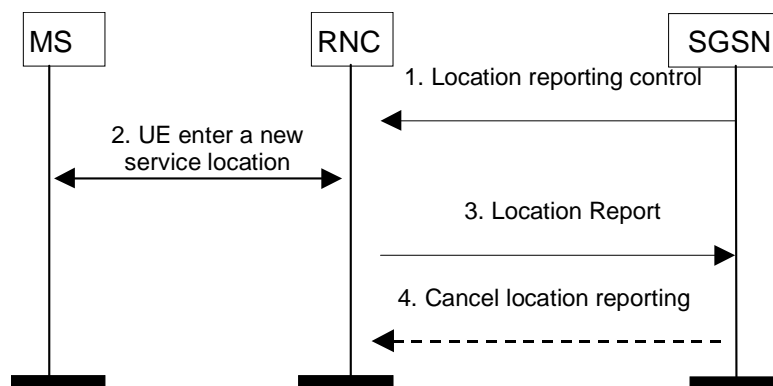 MS
RNC
SGSN
1. Location reporting control
2. UE enter a new
service location
3. Location Report
4. Cancel location reporting